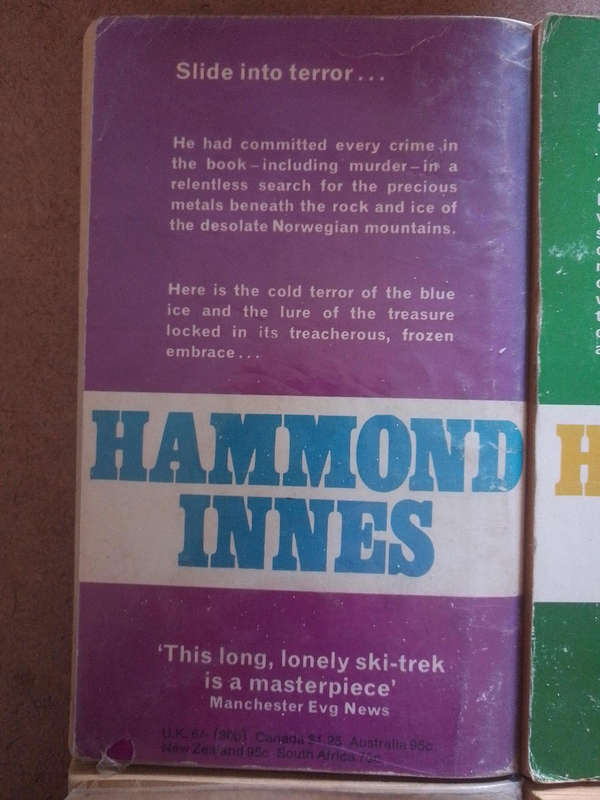 Slide into terror...
He had committed every crime in
the book – including murder – in a
relentless search for the precious
metals beneath the rock and ice of
the desolate Norwegian mountains.
Here is the cold terror of the blue
ice and the lure of the treasure
locked in its treacherous, frozen
embrace...
HAMMOND
INNES
'This long, lonely ski-trek
is a masterpiece'
Manchester Evg News
U.K. 6/- (30p) Canada $1.25 Australia 95c
New Zealand 95c South Africa 75c
H